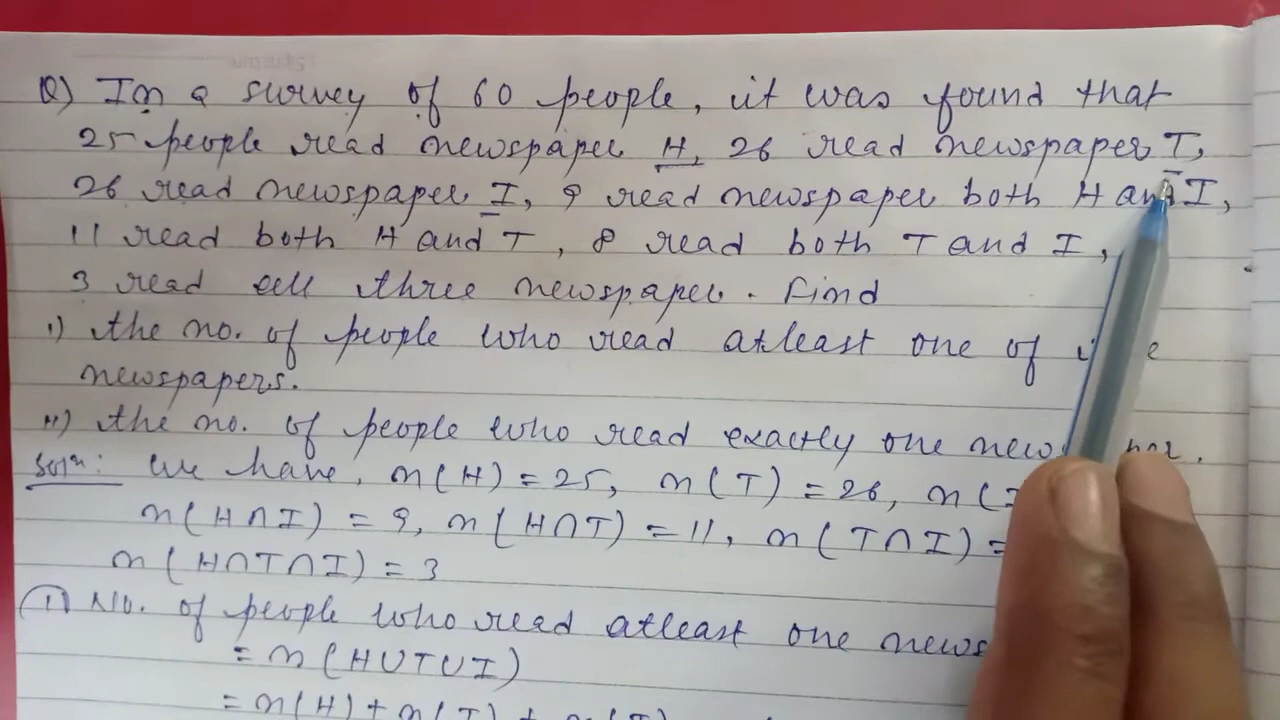 Q) In a survey of 60 people, it was found that
25 people read newspaper H, 26 read newspaper T,
26 read newspaper I, 9 read newspaper both H and I,
11 read both H and T, 8 read both T and I,
3 read all three newspaper. Find
i) the no. of people who read atleast one of
newspapers.
ii) the no. of people who read exactly one
Solⁿ: We have, n(H) = 25, n(T) = 26, n(
n(H∩I) = 9, n(H∩T) = 11, n(T∩I) =
n(H∩T∩I) = 3
(i) No. of people who read atleast one
= n(H∪T∪I)
= n(H) + n(T) + n(I)